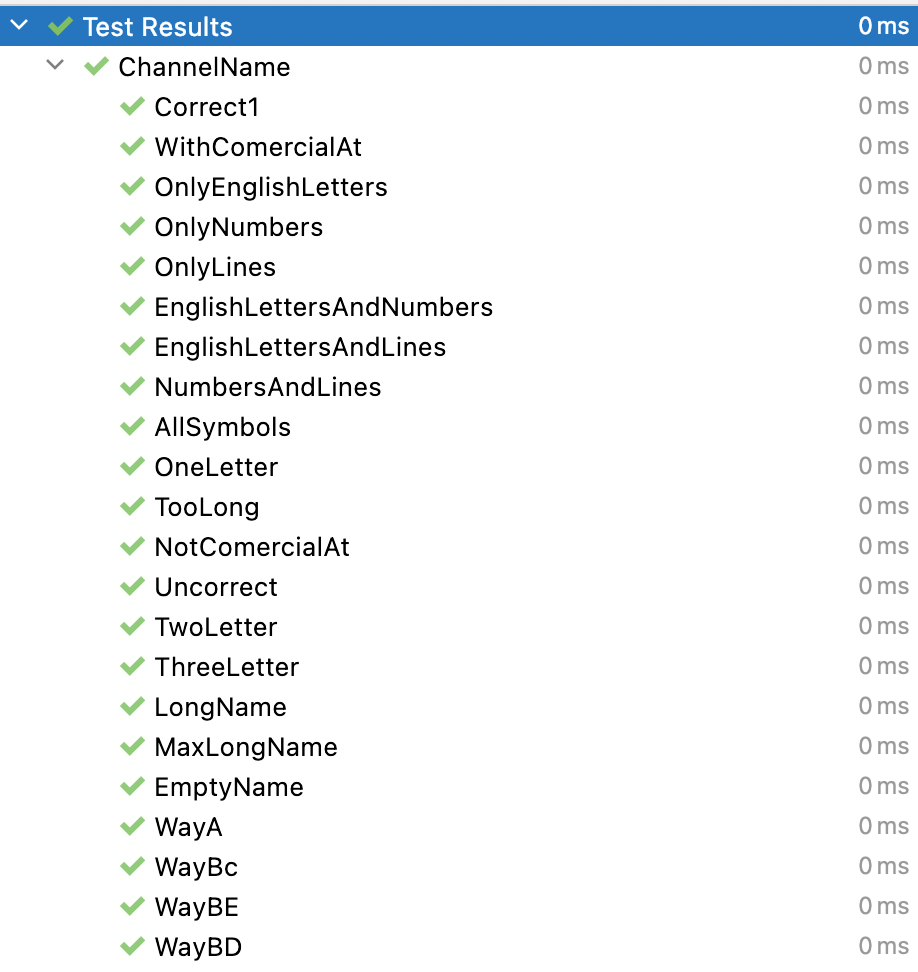 Test Results 0 ms
ChannelName 0 ms
Correct1 0 ms
WithComercialAt 0 ms
OnlyEnglishLetters 0 ms
OnlyNumbers 0 ms
OnlyLines 0 ms
EnglishLettersAndNumbers 0 ms
EnglishLettersAndLines 0 ms
NumbersAndLines 0 ms
AllSymbols 0 ms
OneLetter 0 ms
TooLong 0 ms
NotComercialAt 0 ms
Uncorrect 0 ms
TwoLetter 0 ms
ThreeLetter 0 ms
LongName 0 ms
MaxLongName 0 ms
EmptyName 0 ms
WayA 0 ms
WayBc 0 ms
WayBE 0 ms
WayBD 0 ms